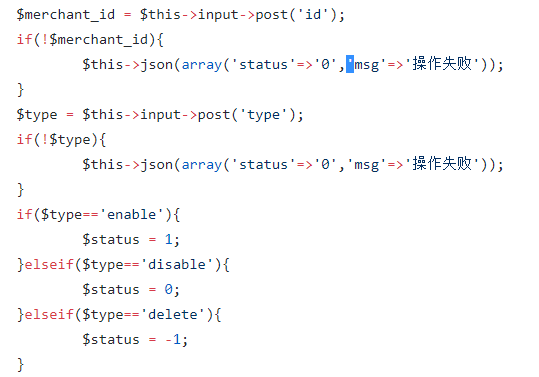 $merchant_id = $this->input->post('id');
if(!$merchant_id){
        $this->json(array('status'=>'0','msg'=>'操作失败'));
}
$type = $this->input->post('type');
if(!$type){
        $this->json(array('status'=>'0','msg'=>'操作失败'));
}
if($type=='enable'){
        $status = 1;
}elseif($type=='disable'){
        $status = 0;
}elseif($type=='delete'){
        $status = -1;
}